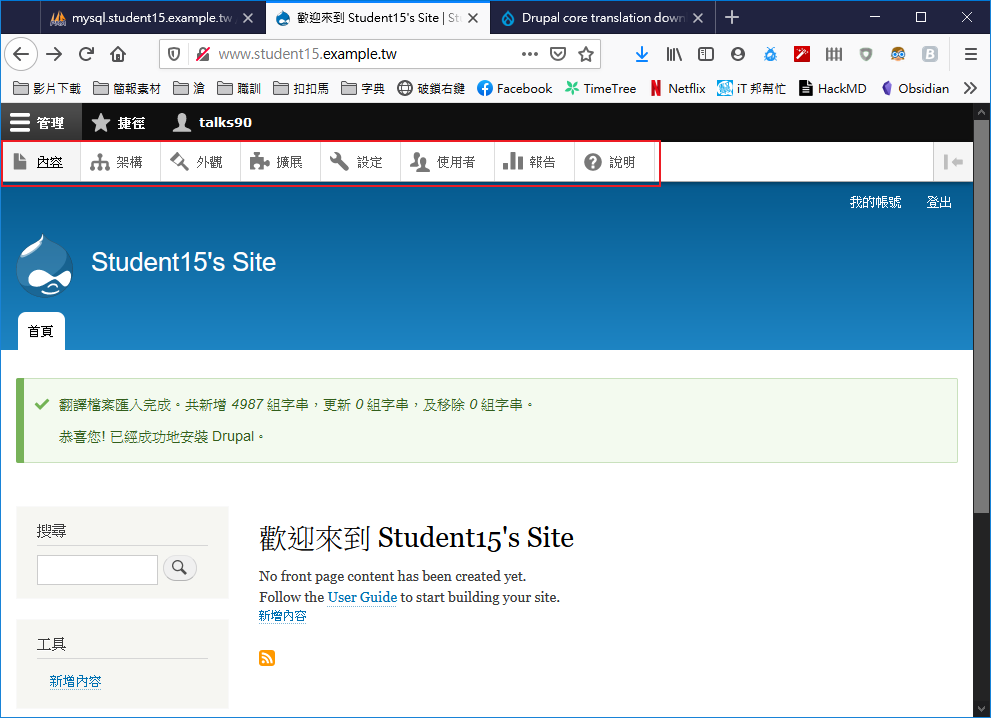 mysql.student15.example.tw
歡迎來到 Student15's Site | St
Drupal core translation down
www.student15.example.tw
影片下載 簡報素材 滄 職訓 扣扣馬 字典 破鎖右鍵 Facebook TimeTree Netflix iT 邦幫忙 HackMD Obsidian
管理 捷徑 talks90
內容 架構 外觀 擴展 設定 使用者 報告 說明
我的帳號 登出
Student15's Site
首頁
翻譯檔案匯入完成。共新增 4987 組字串，更新 0 組字串，及移除 0 組字串。
恭喜您! 已經成功地安裝 Drupal。
搜尋
工具
新增內容
歡迎來到 Student15's Site
No front page content has been created yet.
Follow the User Guide to start building your site.
新增內容